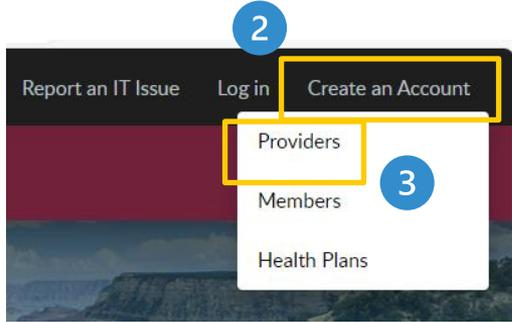 2
Report an IT Issue Log in Create an Account
Providers
3
Members
Health Plans